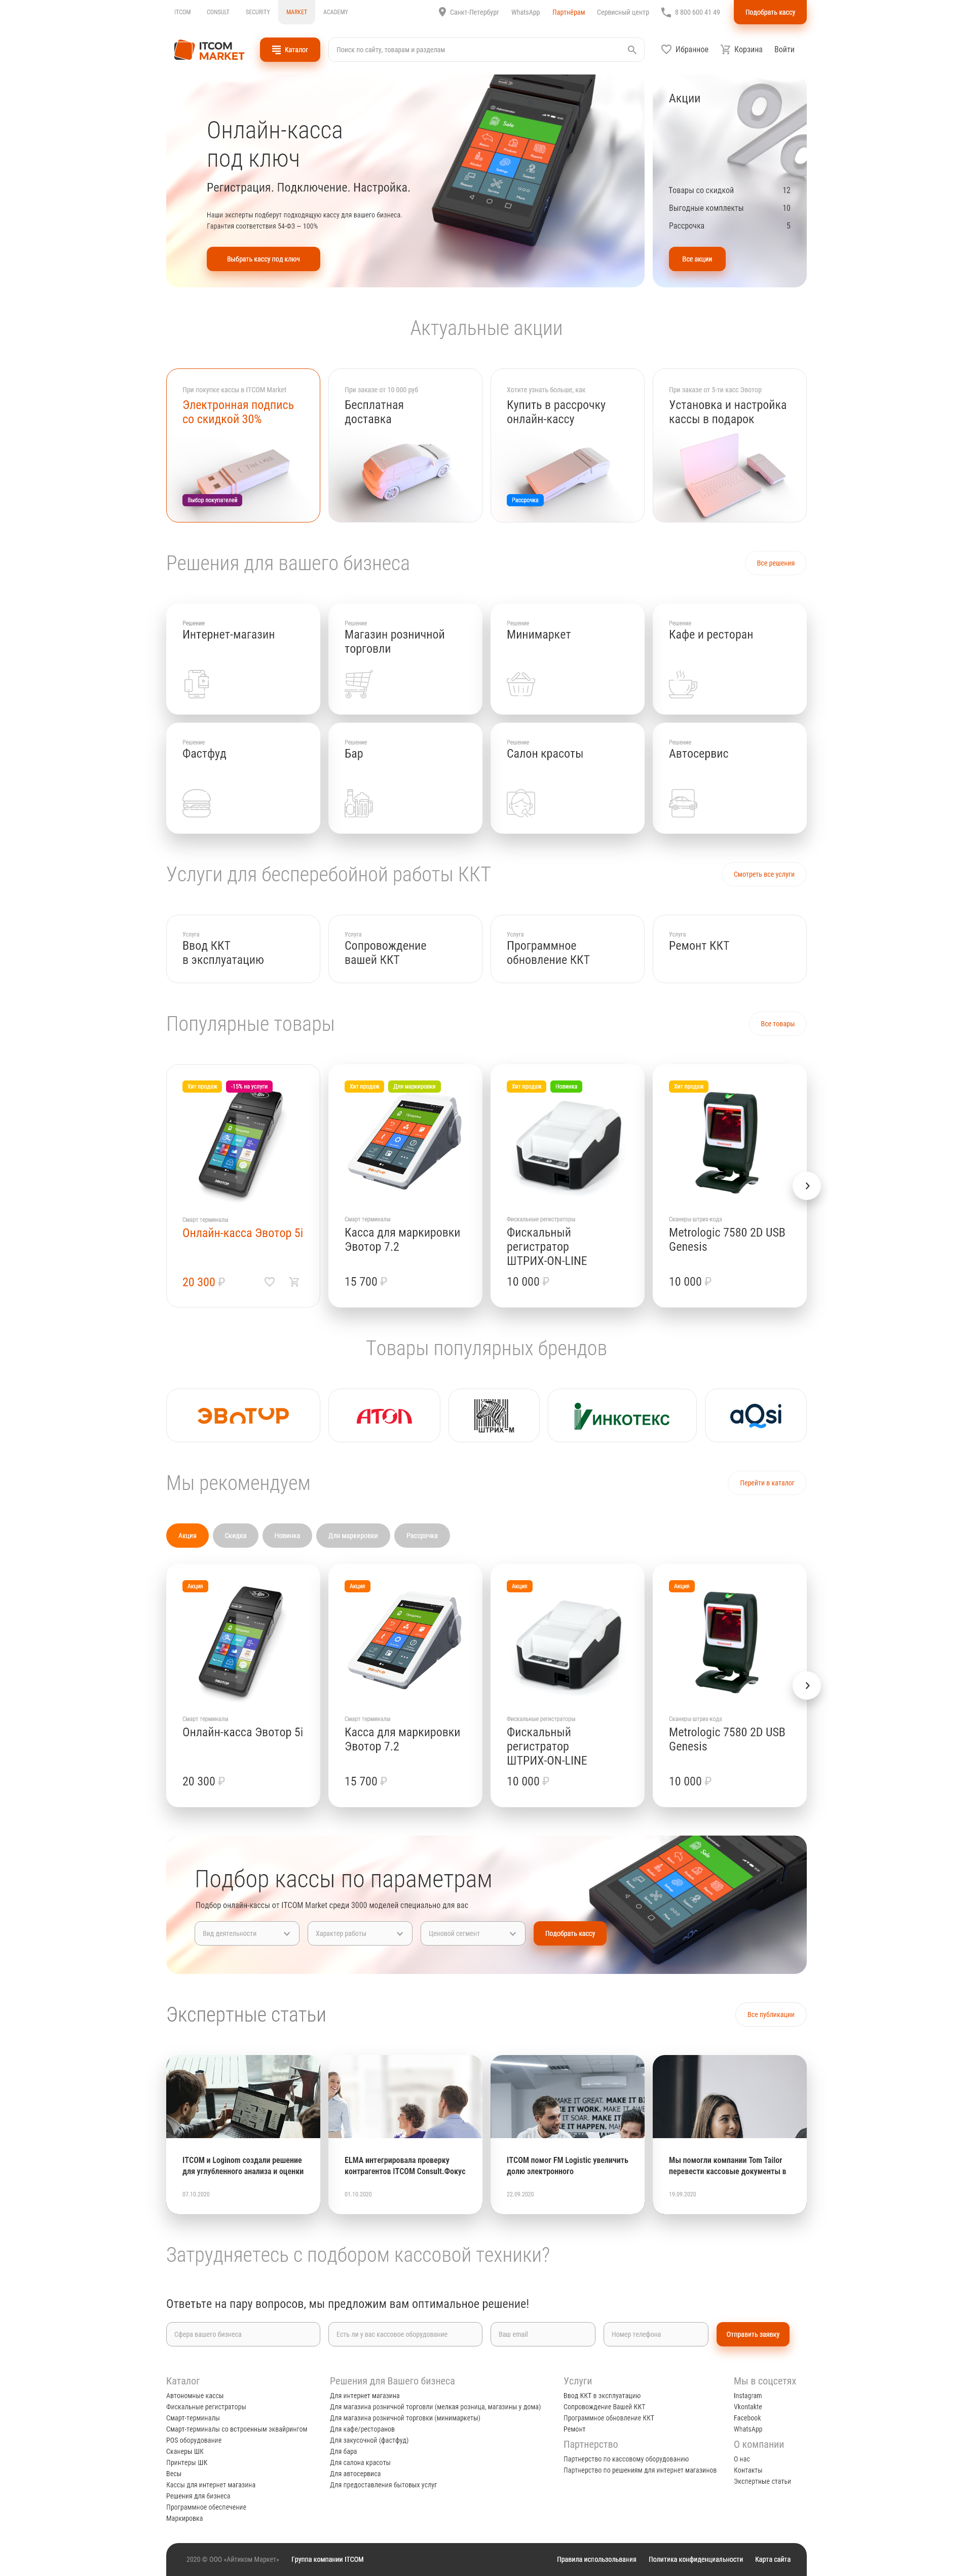 ITCOM
CONSULT
SECURITY
MARKET
ACADEMY
Санкт-Петербург
WhatsApp
Партнёрам
Сервисный центр
8 800 600 41 49
Подобрать кассу
ITCOM
MARKET
Каталог
Поиск по сайту, товарам и разделам
Избранное
Корзина
Войти
Онлайн-касса
под ключ
Регистрация. Подключение. Настройка.
Наши эксперты подберут подходящую кассу для вашего бизнеса.
Гарантия соответствия 54-ФЗ — 100%
Выбрать кассу под ключ
Акции
Товары со скидкой 12
Выгодные комплекты 10
Рассрочка 5
Все акции
Актуальные акции
При покупке кассы в ITCOM Market
Электронная подпись
со скидкой 30%
Выбор покупателей
При заказе от 10 000 руб
Бесплатная
доставка
Хотите узнать больше, как
Купить в рассрочку
онлайн-кассу
Рассрочка
При заказе от 5-ти касс Эвотор
Установка и настройка
кассы в подарок
Решения для вашего бизнеса
Все решения
Решение
Интернет-магазин
Решение
Магазин розничной
торговли
Решение
Минимаркет
Решение
Кафе и ресторан
Решение
Фастфуд
Решение
Бар
Решение
Салон красоты
Решение
Автосервис
Услуги для бесперебойной работы ККТ
Смотреть все услуги
Услуга
Ввод ККТ
в эксплуатацию
Услуга
Сопровождение
вашей ККТ
Услуга
Программное
обновление ККТ
Услуга
Ремонт ККТ
Популярные товары
Все товары
Хит продаж
-15% на услуги
Смарт терминалы
Онлайн-касса Эвотор 5i
20 300 ₽
Хит продаж
Для маркировки
Смарт терминалы
Касса для маркировки
Эвотор 7.2
15 700 ₽
Хит продаж
Новинка
Фискальные регистраторы
Фискальный
регистратор
ШТРИХ-ON-LINE
10 000 ₽
Хит продаж
Сканеры штрих-кода
Metrologic 7580 2D USB
Genesis
10 000 ₽
Товары популярных брендов
ЭВОТОР
ATOL
ШТРИХ-М
ИНКОТЕКС
aQsi
Мы рекомендуем
Перейти в каталог
Акция
Скидка
Новинка
Для маркировки
Рассрочка
Акция
Смарт терминалы
Онлайн-касса Эвотор 5i
20 300 ₽
Акция
Смарт терминалы
Касса для маркировки
Эвотор 7.2
15 700 ₽
Акция
Фискальные регистраторы
Фискальный
регистратор
ШТРИХ-ON-LINE
10 000 ₽
Акция
Сканеры штрих-кода
Metrologic 7580 2D USB
Genesis
10 000 ₽
Подбор кассы по параметрам
Подбор онлайн-кассы от ITCOM Market среди 3000 моделей специально для вас
Вид деятельности
Характер работы
Ценовой сегмент
Подобрать кассу
Экспертные статьи
Все публикации
ITCOM и Loginom создали решение
для углубленного анализа и оценки
07.10.2020
ELMA интегрировала проверку
контрагентов ITCOM Consult.Фокус
01.10.2020
ITCOM помог FM Logistic увеличить
долю электронного
22.09.2020
Мы помогли компании Tom Tailor
перевести кассовые документы в
19.09.2020
Затрудняетесь с подбором кассовой техники?
Ответьте на пару вопросов, мы предложим вам оптимальное решение!
Сфера вашего бизнеса
Есть ли у вас кассовое оборудование
Ваш email
Номер телефона
Отправить заявку
Каталог
Автономные кассы
Фискальные регистраторы
Смарт-терминалы
Смарт-терминалы со встроенным эквайрингом
POS оборудование
Сканеры ШК
Принтеры ШК
Весы
Кассы для интернет магазина
Решения для бизнеса
Программное обеспечение
Маркировка
Решения для Вашего бизнеса
Для интернет магазина
Для магазина розничной торговли (мелкая розница, магазины у дома)
Для магазина розничной торговки (минимаркеты)
Для кафе/ресторанов
Для закусочной (фастфуд)
Для бара
Для салона красоты
Для автосервиса
Для предоставления бытовых услуг
Услуги
Ввод ККТ в эксплуатацию
Сопровождение Вашей ККТ
Программное обновление ККТ
Ремонт
Партнерство
Партнерство по кассовому оборудованию
Партнерство по решениям для интернет магазинов
Мы в соцсетях
Instagram
Vkontakte
Facebook
WhatsApp
О компании
О нас
Контакты
Экспертные статьи
2020 © ООО «Айтиком Маркет»
Группа компании ITCOM
Правила использольвания
Политика конфиденциальности
Карта сайта